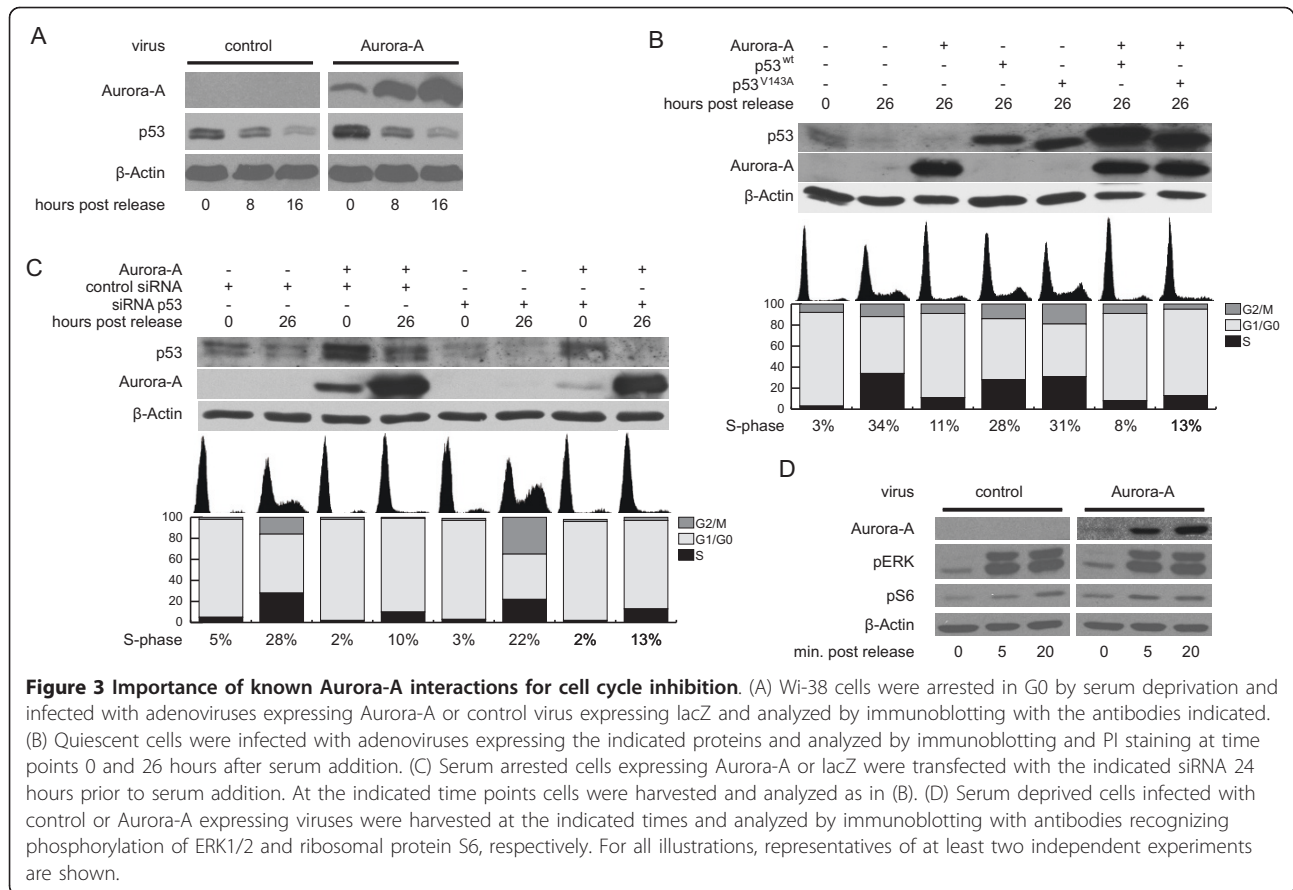 A
virus control Aurora-A
Aurora-A
p53
β-Actin
hours post release 0 8 16 0 8 16
B
Aurora-A - - + - - + +
p53wt - - - + - + -
p53V143A - - - - + - +
hours post release 0 26 26 26 26 26 26
p53
Aurora-A
β-Actin
100
80
60
40
20
0
G2/M
G1/G0
S
S-phase 3% 34% 11% 28% 31% 8% 13%
C
Aurora-A - - + + - - + +
control siRNA + + + + - - - -
siRNA p53 - - - - + + + +
hours post release 0 26 0 26 0 26 0 26
p53
Aurora-A
β-Actin
100
80
60
40
20
0
G2/M
G1/G0
S
S-phase 5% 28% 2% 10% 3% 22% 2% 13%
D
virus control Aurora-A
Aurora-A
pERK
pS6
β-Actin
min. post release 0 5 20 0 5 20
Figure 3 Importance of known Aurora-A interactions for cell cycle inhibition. (A) Wi-38 cells were arrested in G0 by serum deprivation and
infected with adenoviruses expressing Aurora-A or control virus expressing lacZ and analyzed by immunoblotting with the antibodies indicated.
(B) Quiescent cells were infected with adenoviruses expressing the indicated proteins and analyzed by immunoblotting and PI staining at time
points 0 and 26 hours after serum addition. (C) Serum arrested cells expressing Aurora-A or lacZ were transfected with the indicated siRNA 24
hours prior to serum addition. At the indicated time points cells were harvested and analyzed as in (B). (D) Serum deprived cells infected with
control or Aurora-A expressing viruses were harvested at the indicated times and analyzed by immunoblotting with antibodies recognizing
phosphorylation of ERK1/2 and ribosomal protein S6, respectively. For all illustrations, representatives of at least two independent experiments
are shown.